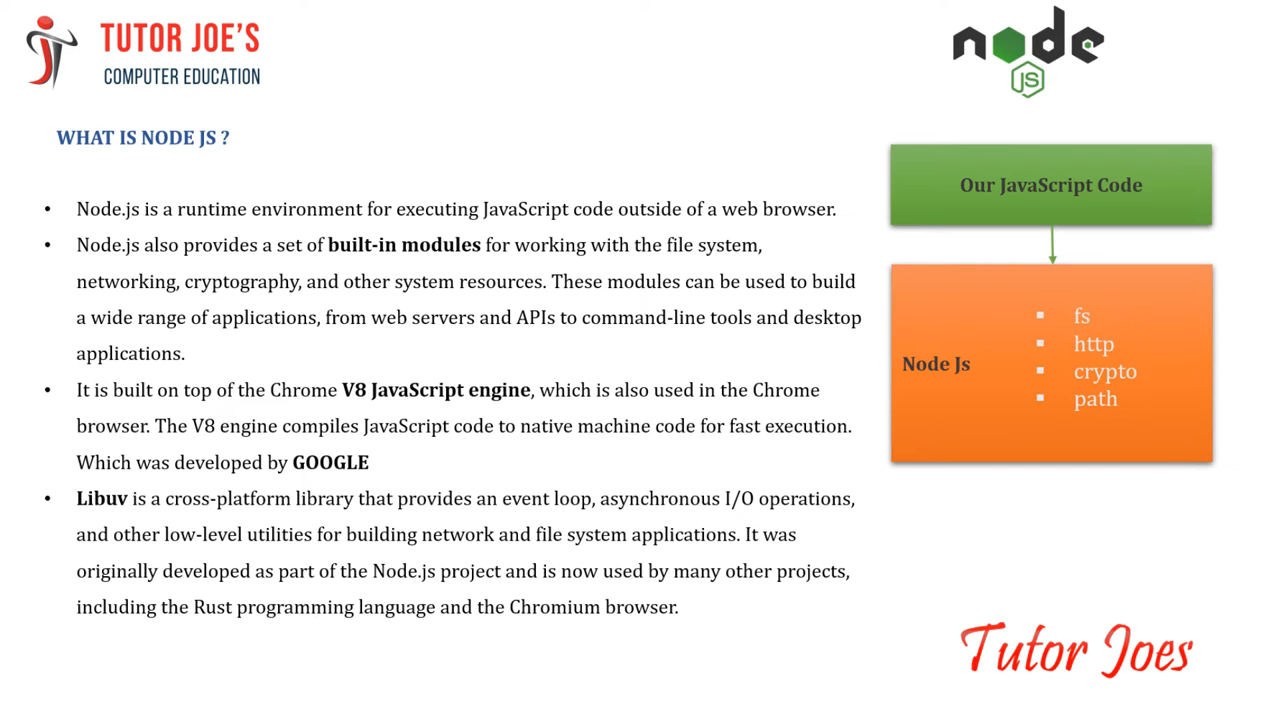 TUTOR JOE'S
COMPUTER EDUCATION
node
JS
WHAT IS NODE JS ?
• Node.js is a runtime environment for executing JavaScript code outside of a web browser.
• Node.js also provides a set of built-in modules for working with the file system,
networking, cryptography, and other system resources. These modules can be used to build
a wide range of applications, from web servers and APIs to command-line tools and desktop
applications.
• It is built on top of the Chrome V8 JavaScript engine, which is also used in the Chrome
browser. The V8 engine compiles JavaScript code to native machine code for fast execution.
Which was developed by GOOGLE
• Libuv is a cross-platform library that provides an event loop, asynchronous I/O operations,
and other low-level utilities for building network and file system applications. It was
originally developed as part of the Node.js project and is now used by many other projects,
including the Rust programming language and the Chromium browser.
Our JavaScript Code
Node Js
▪ fs
▪ http
▪ crypto
▪ path
Tutor Joes